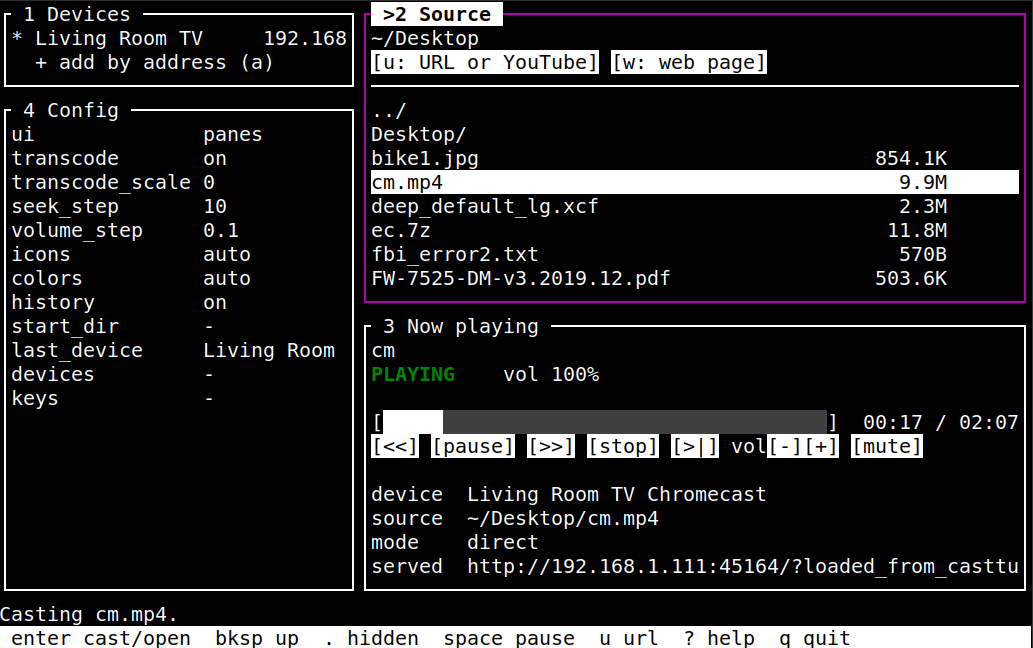 1 Devices
* Living Room TV 192.168
+ add by address (a)
4 Config
ui panes
transcode on
transcode_scale 0
seek_step 10
volume_step 0.1
icons auto
colors auto
history on
start_dir -
last_device Living Room
devices -
keys -
>2 Source
~/Desktop
[u: URL or YouTube] [w: web page]
../
Desktop/
bike1.jpg 854.1K
cm.mp4 9.9M
deep_default_lg.xcf 2.3M
ec.7z 11.8M
fbi_error2.txt 570B
FW-7525-DM-v3.2019.12.pdf 503.6K
3 Now playing
cm
PLAYING vol 100%
[ ] 00:17 / 02:07
[<<] [pause] [>>] [stop] [>|] vol[-][+] [mute]
device Living Room TV Chromecast
source ~/Desktop/cm.mp4
mode direct
served http://192.168.1.111:45164/?loaded_from_casttu
Casting cm.mp4.
enter cast/open bksp up . hidden space pause u url ? help q quit